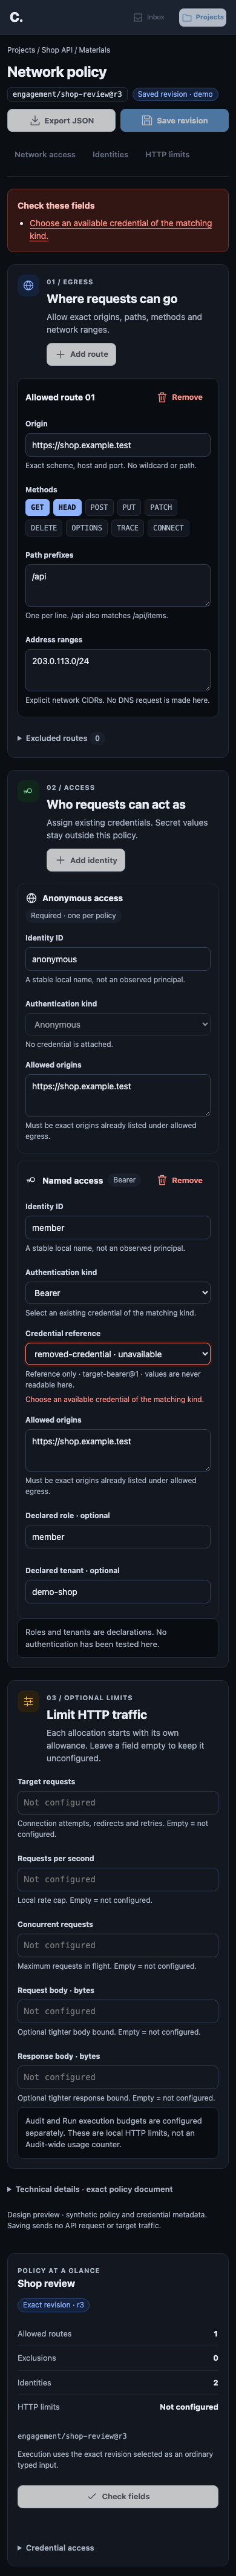 C.
Inbox
Projects
Projects / Shop API / Materials
Network policy
engagement/shop-review@r3
Saved revision · demo
Export JSON
Save revision
Network access
Identities
HTTP limits
Check these fields
• Choose an available credential of the matching
kind.
01 / EGRESS
Where requests can go
Allow exact origins, paths, methods and
network ranges.
Add route
Allowed route 01
Remove
Origin
https://shop.example.test
Exact scheme, host and port. No wildcard or path.
Methods
GET HEAD POST PUT PATCH
DELETE OPTIONS TRACE CONNECT
Path prefixes
/api
One per line. /api also matches /api/items.
Address ranges
203.0.113.0/24
Explicit network CIDRs. No DNS request is made here.
Excluded routes 0
02 / ACCESS
Who requests can act as
Assign existing credentials. Secret values
stay outside this policy.
Add identity
Anonymous access
Required · one per policy
Identity ID
anonymous
A stable local name, not an observed principal.
Authentication kind
Anonymous
No credential is attached.
Allowed origins
https://shop.example.test
Must be exact origins already listed under allowed
egress.
Named access
Bearer
Remove
Identity ID
member
A stable local name, not an observed principal.
Authentication kind
Bearer
Select an existing credential of the matching kind.
Credential reference
removed-credential · unavailable
Reference only · target-bearer@1 · values are never
readable here.
Choose an available credential of the matching kind.
Allowed origins
https://shop.example.test
Must be exact origins already listed under allowed
egress.
Declared role · optional
member
Declared tenant · optional
demo-shop
Roles and tenants are declarations. No
authentication has been tested here.
03 / OPTIONAL LIMITS
Limit HTTP traffic
Each allocation starts with its own
allowance. Leave a field empty to keep it
unconfigured.
Target requests
Not configured
Connection attempts, redirects and retries. Empty = not
configured.
Requests per second
Not configured
Local rate cap. Empty = not configured.
Concurrent requests
Not configured
Maximum requests in flight. Empty = not configured.
Request body · bytes
Not configured
Optional tighter body bound. Empty = not configured.
Response body · bytes
Not configured
Optional tighter response bound. Empty = not configured.
Audit and Run execution budgets are configured
separately. These are local HTTP limits, not an
Audit-wide usage counter.
Technical details · exact policy document
Design preview · synthetic policy and credential metadata.
Saving sends no API request or target traffic.
POLICY AT A GLANCE
Shop review
Exact revision · r3
Allowed routes 1
Exclusions 0
Identities 2
HTTP limits Not configured
engagement/shop-review@r3
Execution uses the exact revision selected as an ordinary
typed input.
Check fields
Credential access